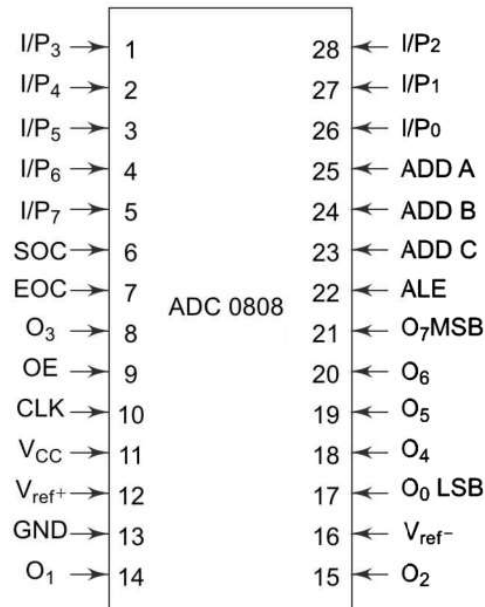 I/P3 1 28 I/P2
I/P4 2 27 I/P1
I/P5 3 26 I/P0
I/P6 4 25 ADD A
I/P7 5 24 ADD B
SOC 6 23 ADD C
EOC 7 22 ALE
ADC 0808
O3 8 21 O7MSB
OE 9 20 O6
CLK 10 19 O5
VCC 11 18 O4
Vref+ 12 17 O0 LSB
GND 13 16 Vref-
O1 14 15 O2